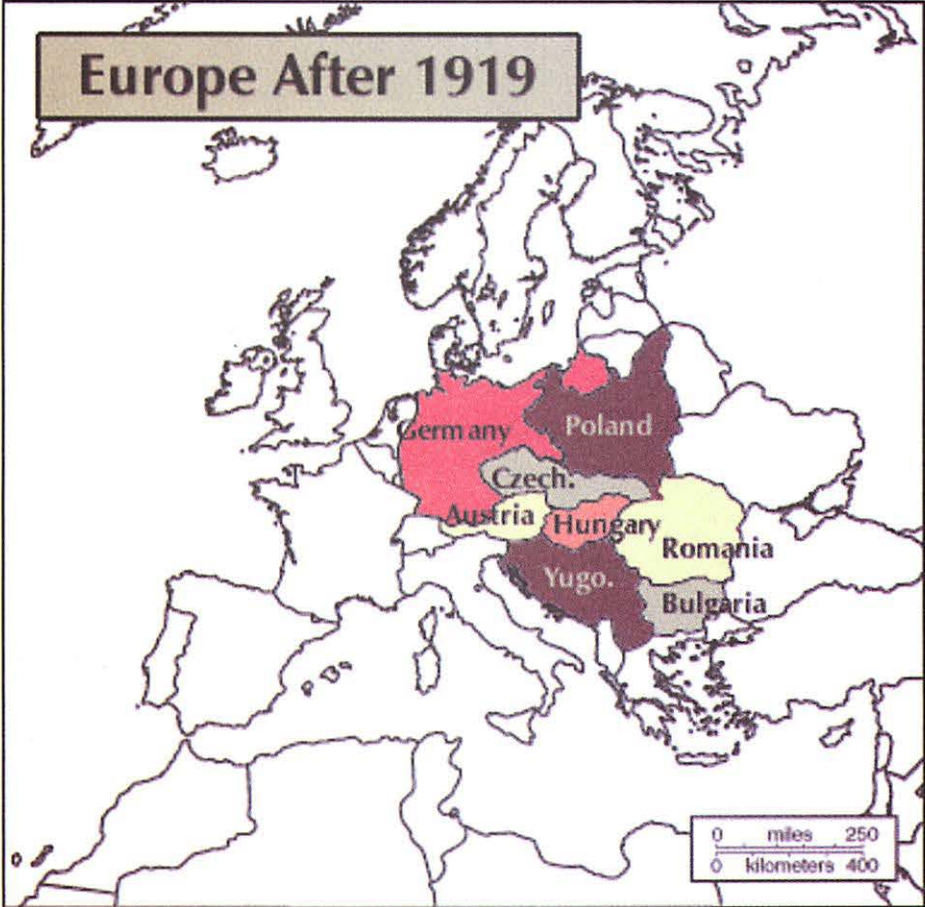 Europe After 1919
Germany
Poland
Czech.
Austria
Hungary
Romania
Yugo.
Bulgaria
0 miles 250
0 kilometers 400